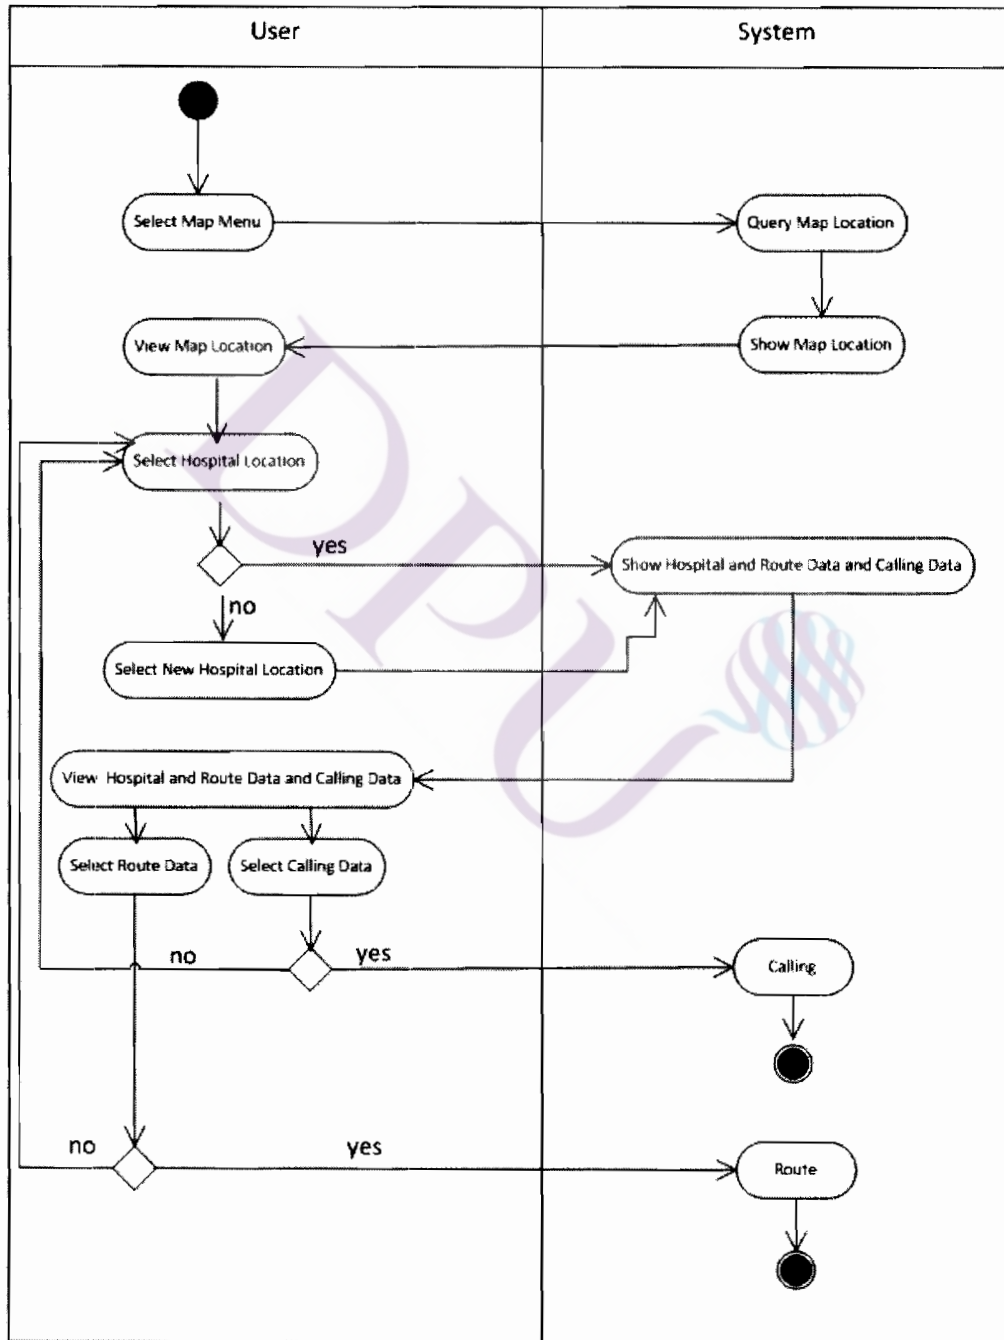 User
System
Select Map Menu
Query Map Location
View Map Location
Show Map Location
Select Hospital Location
yes
Show Hospital and Route Data and Calling Data
no
Select New Hospital Location
View Hospital and Route Data and Calling Data
Select Route Data
Select Calling Data
no
yes
Calling
no
yes
Route
DPU